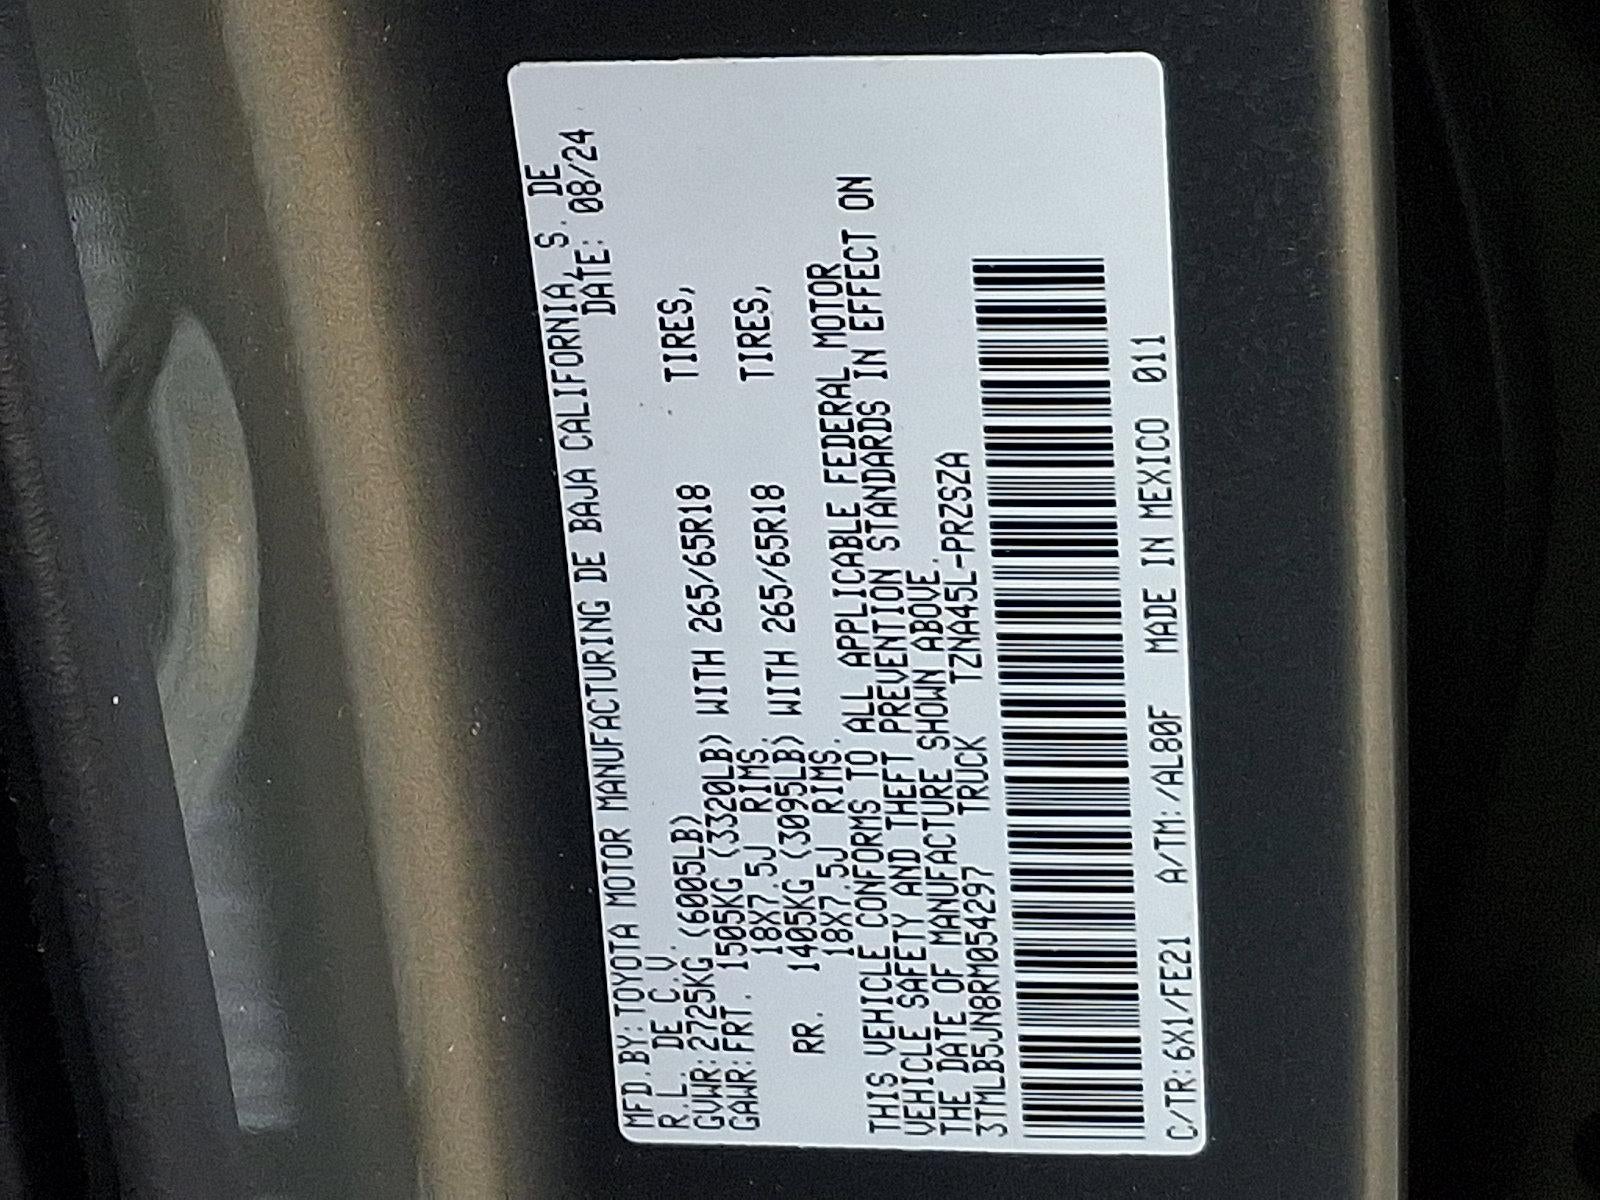 MFD.BY:TOYOTA MOTOR MANUFACTURING DE BAJA CALIFORNIA, S. DE
R.L. DE C.V. DATE: 08/24
GVWR:2725KG (6005LB)
GAWR:FRT. 1505KG (3320LB) WITH 265/65R18 TIRES,
18X7.5J RIMS.
RR. 1405KG (3095LB) WITH 265/65R18 TIRES,
18X7.5J RIMS.
THIS VEHICLE CONFORMS TO ALL APPLICABLE FEDERAL MOTOR
VEHICLE SAFETY AND THEFT PREVENTION STANDARDS IN EFFECT ON
THE DATE OF MANUFACTURE SHOWN ABOVE.
3TMLB5JN8RM054297 TRUCK TZNA45L-PRZSZA
C/TR:6X1/FE21 A/TM:/AL80F MADE IN MEXICO 011